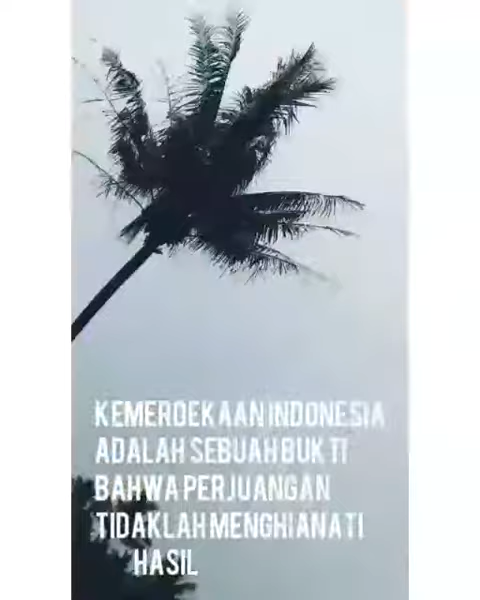 KEMERDEKAAN INDONESIA
ADALAH SEBUAH BUKTI
BAHWA PERJUANGAN
TIDAKLAH MENGHIANATI
HASIL